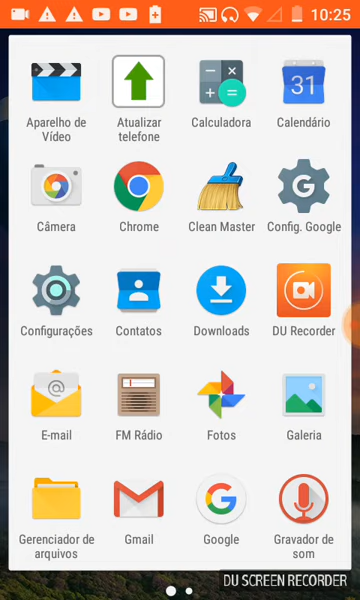 10:25
Aparelho de
Vídeo
Atualizar
telefone
Calculadora
31
Calendário
Câmera
Chrome
Clean Master
G
Config. Google
Configurações
Contatos
Downloads
DU Recorder
@
E-mail
FM Rádio
Fotos
Galeria
Gerenciador de
arquivos
Gmail
G
Google
Gravador de
som
DU SCREEN RECORDER